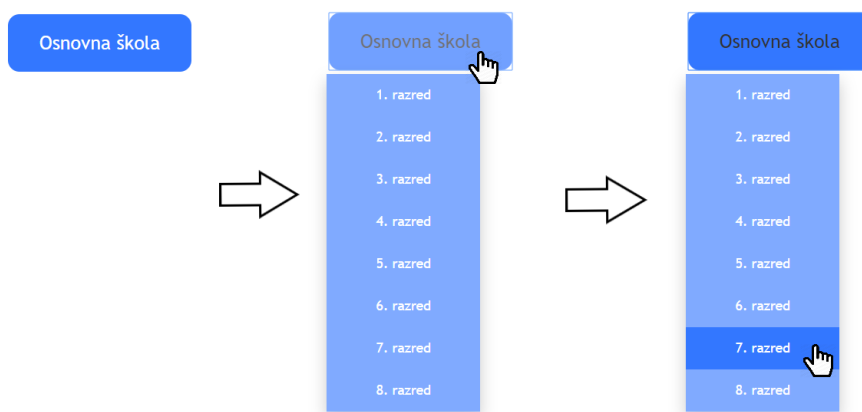 Osnovna škola
Osnovna škola
1. razred
2. razred
3. razred
4. razred
5. razred
6. razred
7. razred
8. razred
Osnovna škola
1. razred
2. razred
3. razred
4. razred
5. razred
6. razred
7. razred
8. razred